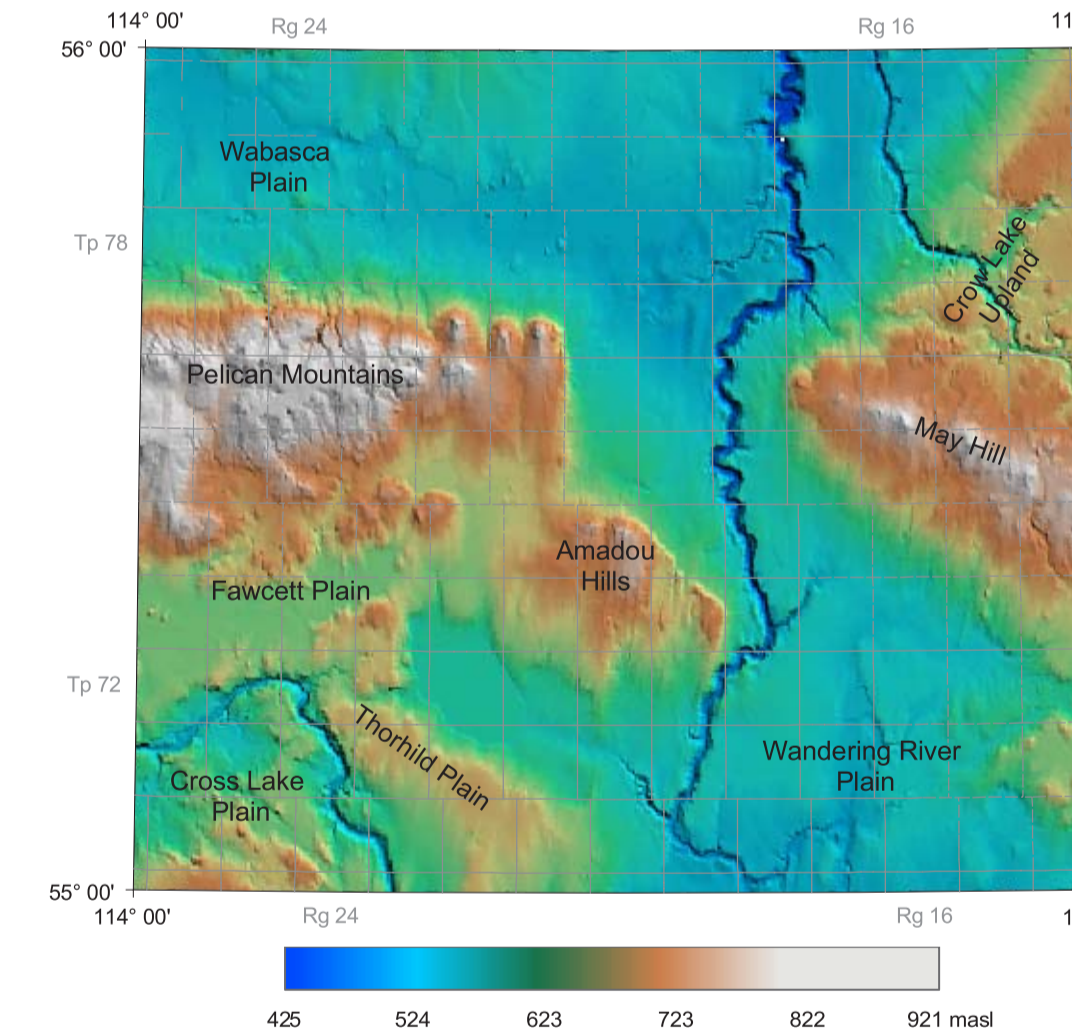 114° 00'
Rg 24
Rg 16
11
56° 00'
Wabasca
Plain
Tp 78
Crow Lake
Upland
Pelican Mountains
May Hill
Amadou
Hills
Fawcett Plain
Tp 72
Thorhild Plain
Wandering River
Plain
Cross Lake
Plain
55° 00'
114° 00'
Rg 24
Rg 16
1
425
524
623
723
822
921 masl